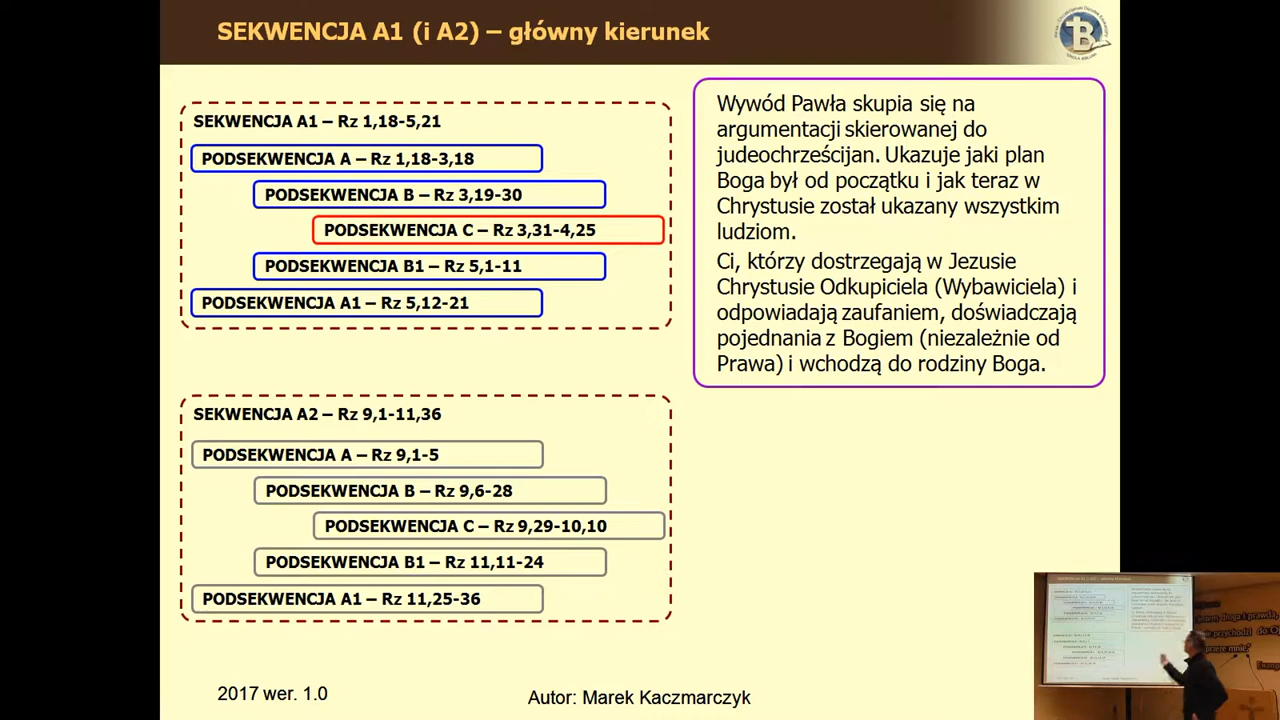 SEKWENCJA A1 (i A2) – główny kierunek
SEKWENCJA A1 – Rz 1,18-5,21
PODSEKWENCJA A – Rz 1,18-3,18
PODSEKWENCJA B – Rz 3,19-30
PODSEKWENCJA C – Rz 3,31-4,25
PODSEKWENCJA B1 – Rz 5,1-11
PODSEKWENCJA A1 – Rz 5,12-21
Wywód Pawła skupia się na
argumentacji skierowanej do
judeochrześcijan. Ukazuje jaki plan
Boga był od początku i jak teraz w
Chrystusie został ukazany wszystkim
ludziom.
Ci, którzy dostrzegają w Jezusie
Chrystusie Odkupiciela (Wybawiciela) i
odpowiadają zaufaniem, doświadczają
pojednania z Bogiem (niezależnie od
Prawa) i wchodzą do rodziny Boga.
SEKWENCJA A2 – Rz 9,1-11,36
PODSEKWENCJA A – Rz 9,1-5
PODSEKWENCJA B – Rz 9,6-28
PODSEKWENCJA C – Rz 9,29-10,10
PODSEKWENCJA B1 – Rz 11,11-24
PODSEKWENCJA A1 – Rz 11,25-36
2017 wer. 1.0
Autor: Marek Kaczmarczyk